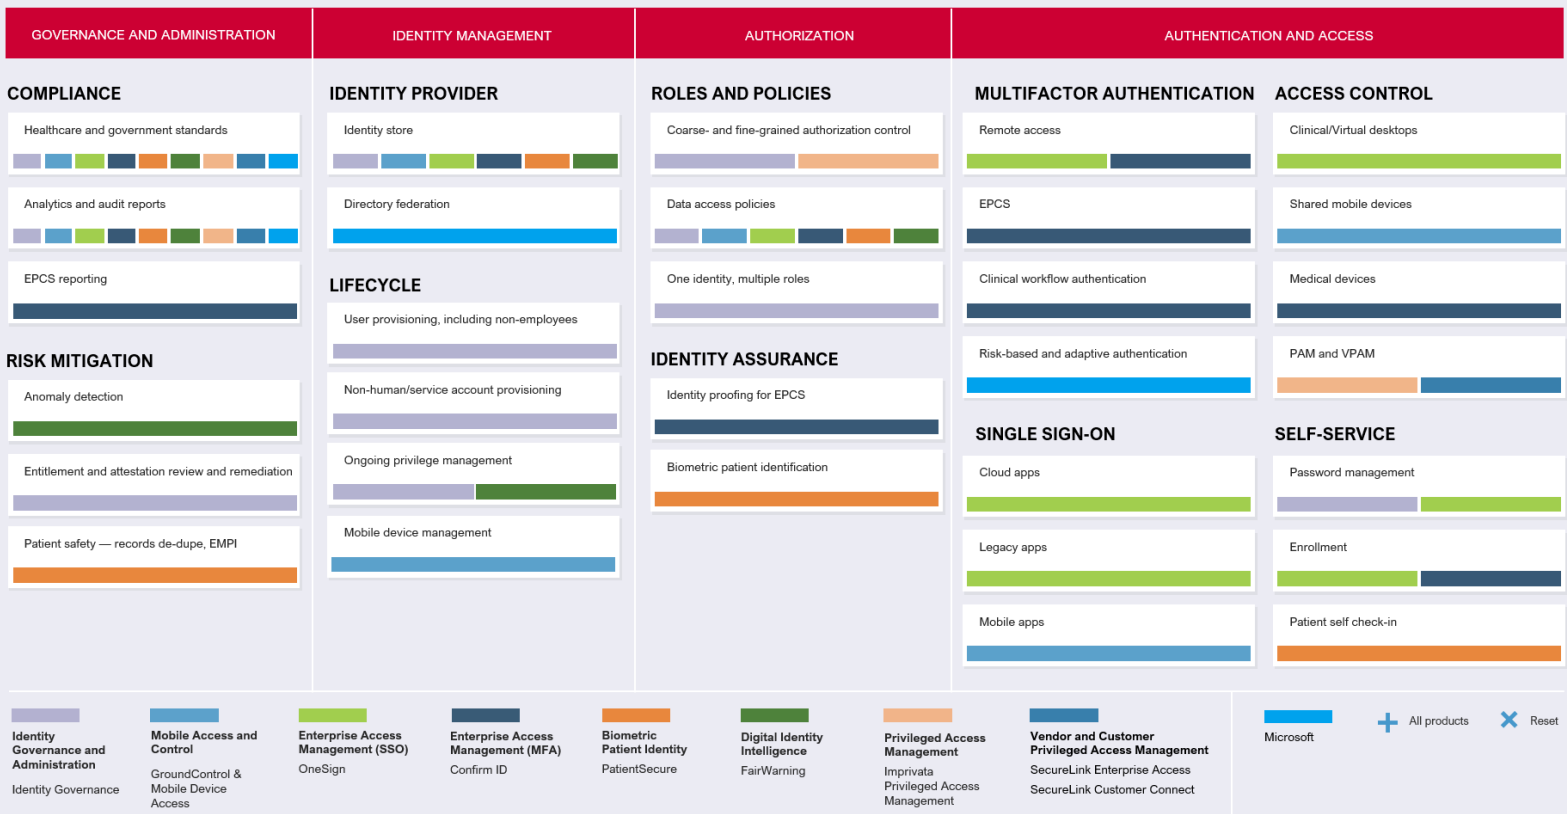 GOVERNANCE AND ADMINISTRATION
IDENTITY MANAGEMENT
AUTHORIZATION
AUTHENTICATION AND ACCESS
COMPLIANCE
Healthcare and government standards
Analytics and audit reports
EPCS reporting
RISK MITIGATION
Anomaly detection
Entitlement and attestation review and remediation
Patient safety — records de-dupe, EMPI
IDENTITY PROVIDER
Identity store
Directory federation
LIFECYCLE
User provisioning, including non-employees
Non-human/service account provisioning
Ongoing privilege management
Mobile device management
ROLES AND POLICIES
Coarse- and fine-grained authorization control
Data access policies
One identity, multiple roles
IDENTITY ASSURANCE
Identity proofing for EPCS
Biometric patient identification
MULTIFACTOR AUTHENTICATION
Remote access
EPCS
Clinical workflow authentication
Risk-based and adaptive authentication
SINGLE SIGN-ON
Cloud apps
Legacy apps
Mobile apps
ACCESS CONTROL
Clinical/Virtual desktops
Shared mobile devices
Medical devices
PAM and VPAM
SELF-SERVICE
Password management
Enrollment
Patient self check-in
Identity
Governance and
Administration
Identity Governance
Mobile Access and
Control
GroundControl &
Mobile Device
Access
Enterprise Access
Management (SSO)
OneSign
Enterprise Access
Management (MFA)
Confirm ID
Biometric
Patient Identity
PatientSecure
Digital Identity
Intelligence
FairWarning
Privileged Access
Management
Imprivata
Privileged Access
Management
Vendor and Customer
Privileged Access Management
SecureLink Enterprise Access
SecureLink Customer Connect
Microsoft
All products
Reset